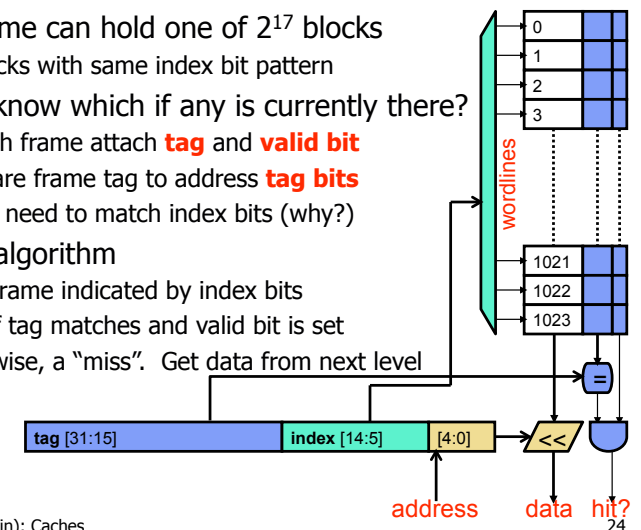 me can hold one of 2¹⁷ blocks
cks with same index bit pattern
know which if any is currently there?
h frame attach tag and valid bit
are frame tag to address tag bits
need to match index bits (why?)
algorithm
rame indicated by index bits
f tag matches and valid bit is set
wise, a “miss”. Get data from next level
0
1
2
3
wordlines
1021
1022
1023
=
tag [31:15] index [14:5] [4:0] <<
address data hit?
in): Caches 24